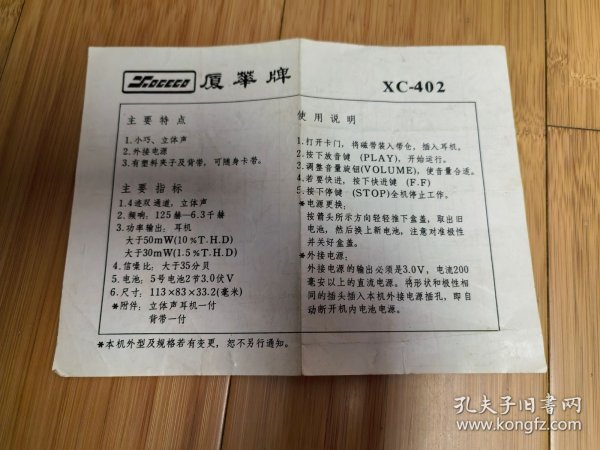 XOCECO 厦华牌 XC-402
主要特点
1.小巧、立体声
2.外接电源
3.有塑料夹子及背带,可随身卡带。
主要指标
1.4迹双通道,立体声
2.频响:125赫—6.3千赫
3.功率输出:耳机
大于50mW(10%T.H.D)
大于30mW(1.5%T.H.D)
4.信噪比:大于35分贝
5.电池:5号电池2节3.0伏V
6.尺寸:113×83×33.2(毫米)
*附件:立体声耳机一付
背带一付
使用说明
1.打开卡门,将磁带装入带仓,插入耳机。
2.按下放音键 (PLAY),开始运行。
3.调整音量旋钮(VOLUME),使音量合适。
4.若要快进,按下快进键 (F.F)
5.按下停键 (STOP)全机停止工作。
*电源更换:
按箭头所示方向轻轻推下盒盖,取出旧
电池,然后换上新电池,注意对准极性
并关好盒盖。
*外接电源:
外接电源的输出必须是3.0V,电流200
毫安以上的直流电源。将形状和极性相
同的插头插入本机外接电源插孔,即自
动断开机内电池电源。
*本机外型及规格若有变更,恕不另行通知。
孔夫子旧书网
www.kongfz.com